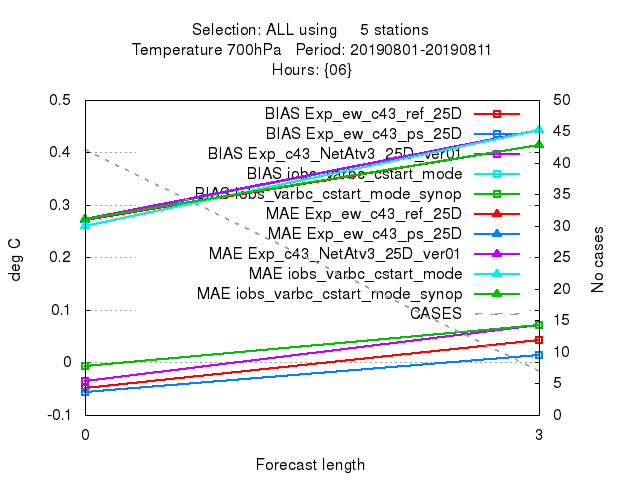 Selection: ALL using 5 stations
Temperature 700hPa Period: 20190801-20190811
Hours: {06}
0.5
0.4
0.3
0.2
0.1
0
-0.1
deg C
50
45
40
35
30
25
20
15
10
5
0
No cases
BIAS Exp_ew_c43_ref_25D
BIAS Exp_ew_c43_ps_25D
BIAS Exp_c43_NetAtv3_25D_ver01
BIAS iobs_varbc_cstart_mode
BIAS iobs_varbc_cstart_mode_synop
MAE Exp_ew_c43_ref_25D
MAE Exp_ew_c43_ps_25D
MAE Exp_c43_NetAtv3_25D_ver01
MAE iobs_varbc_cstart_mode
MAE iobs_varbc_cstart_mode_synop
CASES
0 3
Forecast length